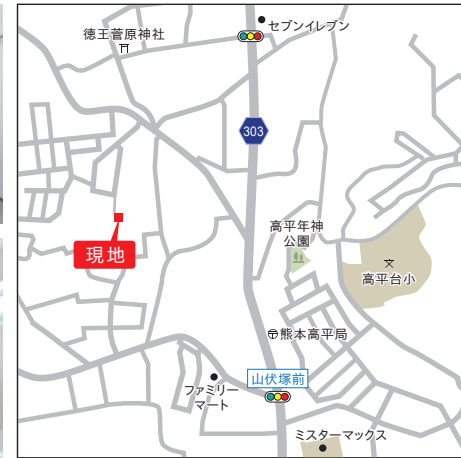 セブンイレブン
徳王菅原神社
303
高平年神
公園
現地
高平台小
熊本高平局
山伏塚前
ファミリー
マート
ミスターマックス